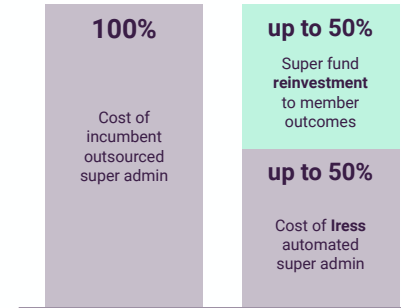 100%
Cost of
incumbent
outsourced
super admin
up to 50%
Super fund
reinvestment
to member
outcomes
up to 50%
Cost of Iress
automated
super admin